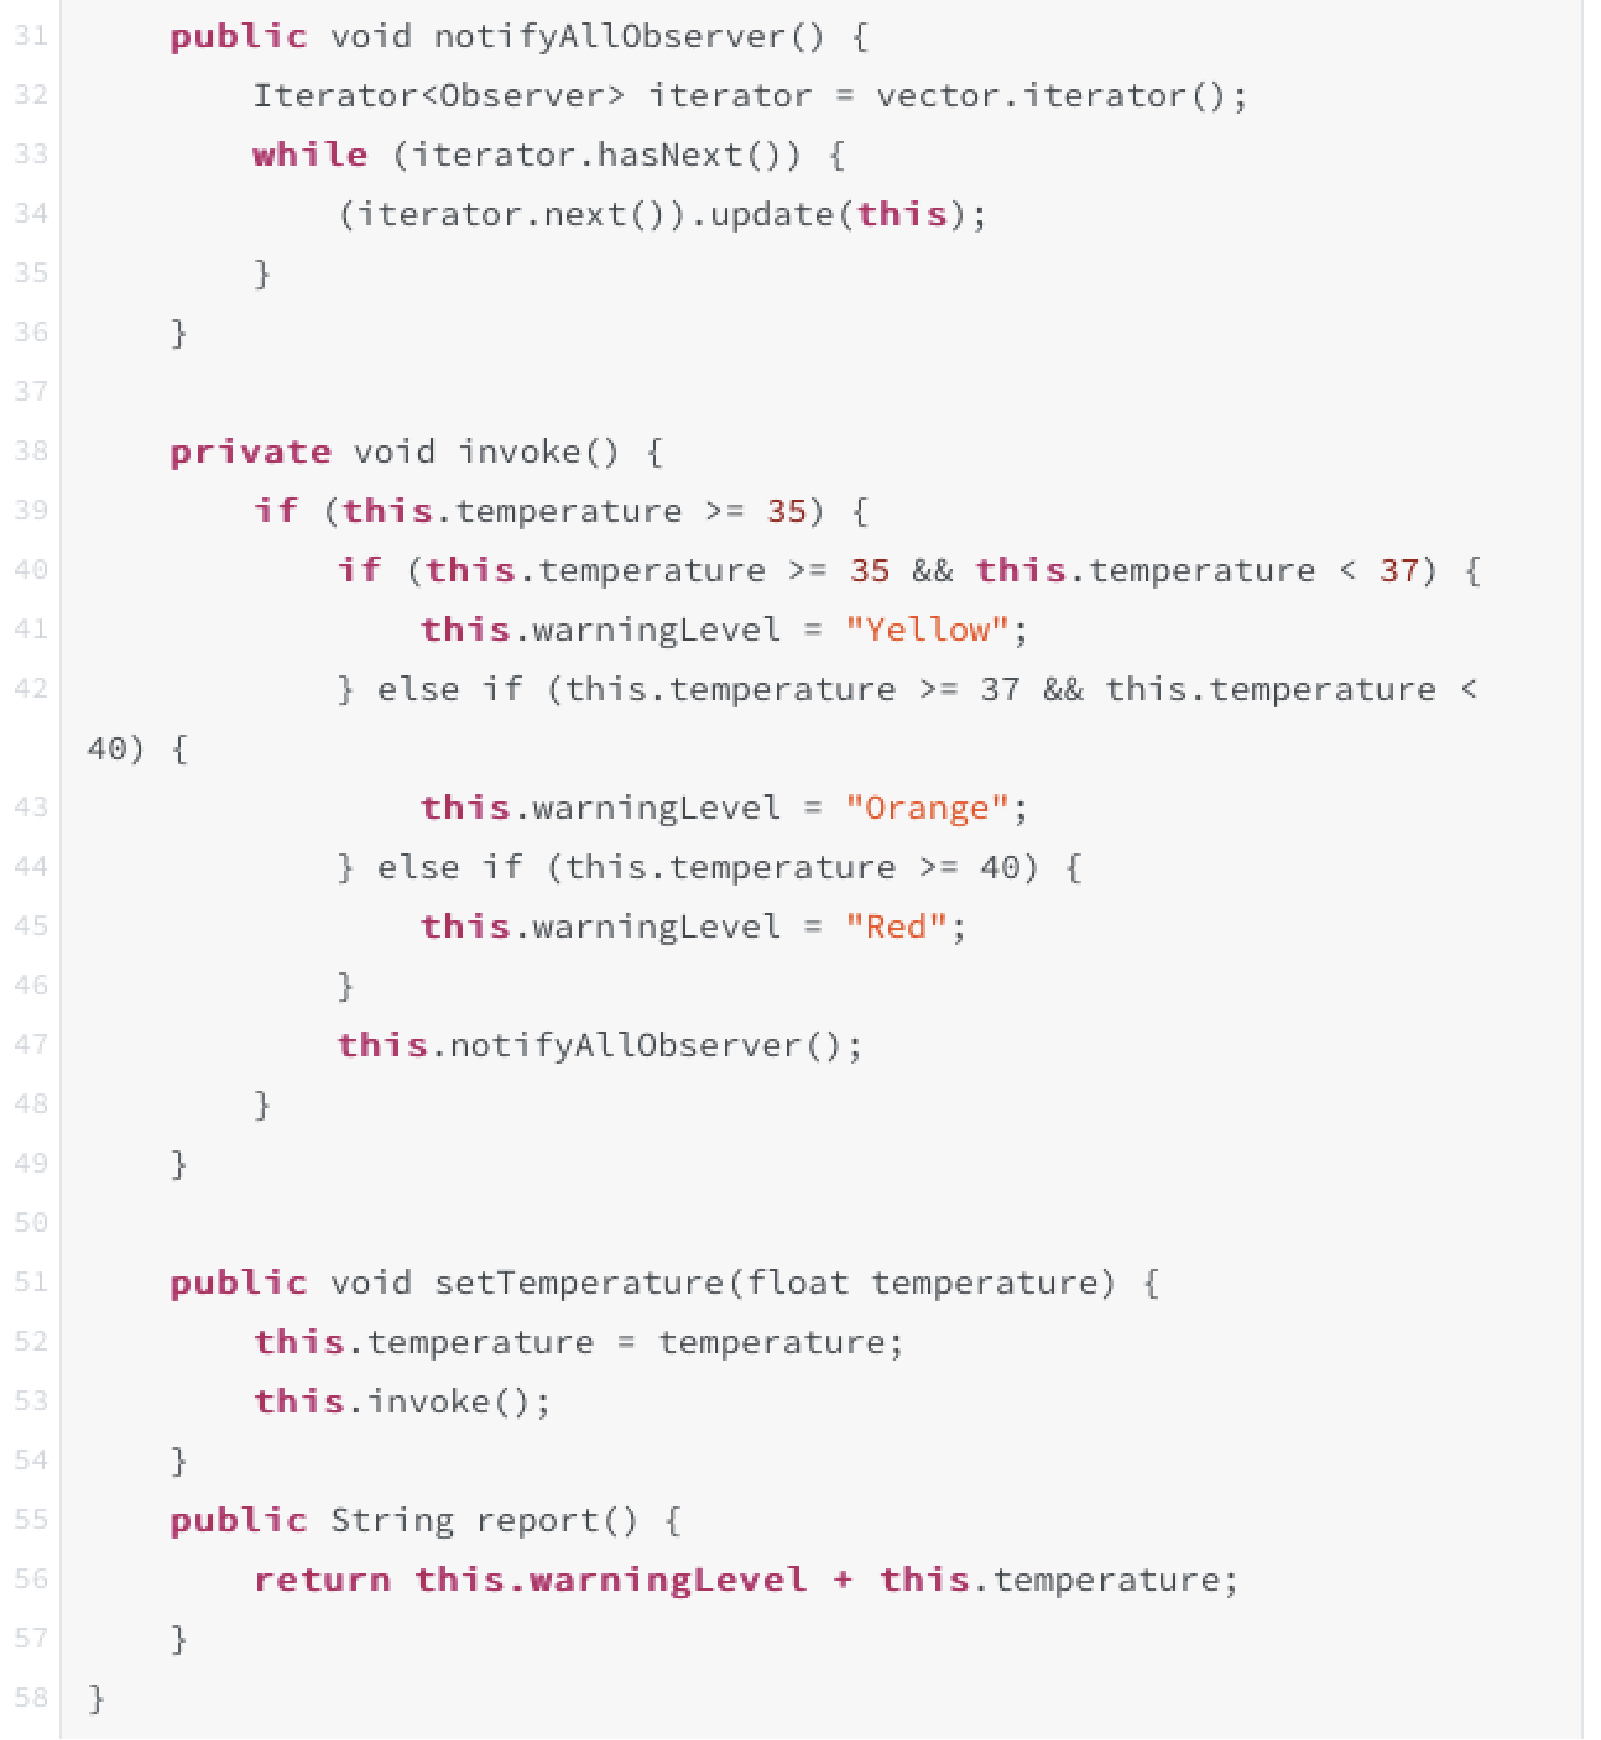 31 public void notifyAllObserver() {
32 Iterator<Observer> iterator = vector.iterator();
33 while (iterator.hasNext()) {
34 (iterator.next()).update(this);
35 }
36 }
37
38 private void invoke() {
39 if (this.temperature >= 35) {
40 if (this.temperature >= 35 && this.temperature < 37) {
41 this.warningLevel = "Yellow";
42 } else if (this.temperature >= 37 && this.temperature <
40) {
43 this.warningLevel = "Orange";
44 } else if (this.temperature >= 40) {
45 this.warningLevel = "Red";
46 }
47 this.notifyAllObserver();
48 }
49 }
50
51 public void setTemperature(float temperature) {
52 this.temperature = temperature;
53 this.invoke();
54 }
55 public String report() {
56 return this.warningLevel + this.temperature;
57 }
58 }